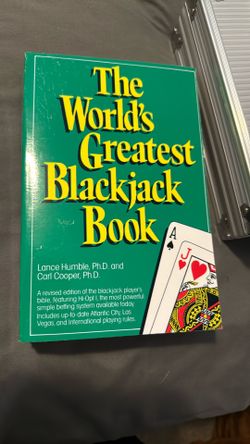 The
World's
Greatest
Blackjack
Book
Lance Humble, Ph.D. and
Carl Cooper, Ph.D.
A revised edition of the blackjack player's
bible, featuring Hi-Opt I, the most powerful
simple betting system available today.
Includes up-to-date Atlantic City, Las
Vegas, and international playing rules.
A
J